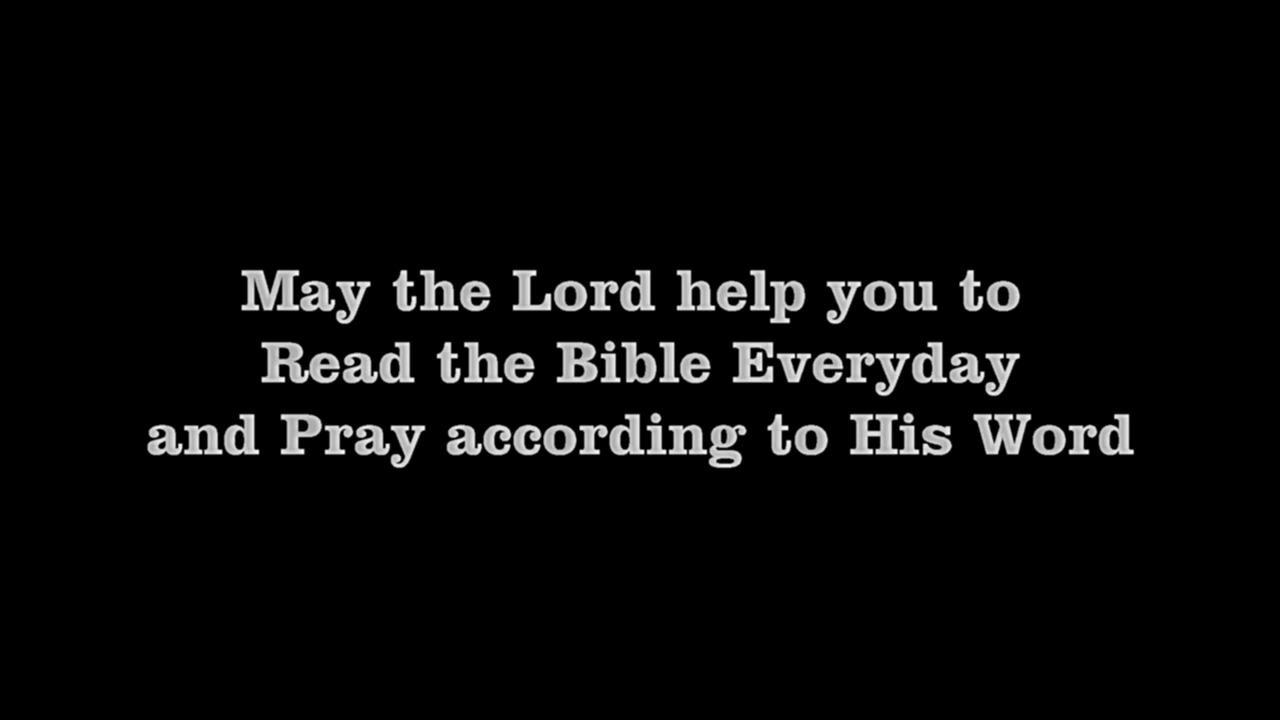 May the Lord help you to
Read the Bible Everyday
and Pray according to His Word